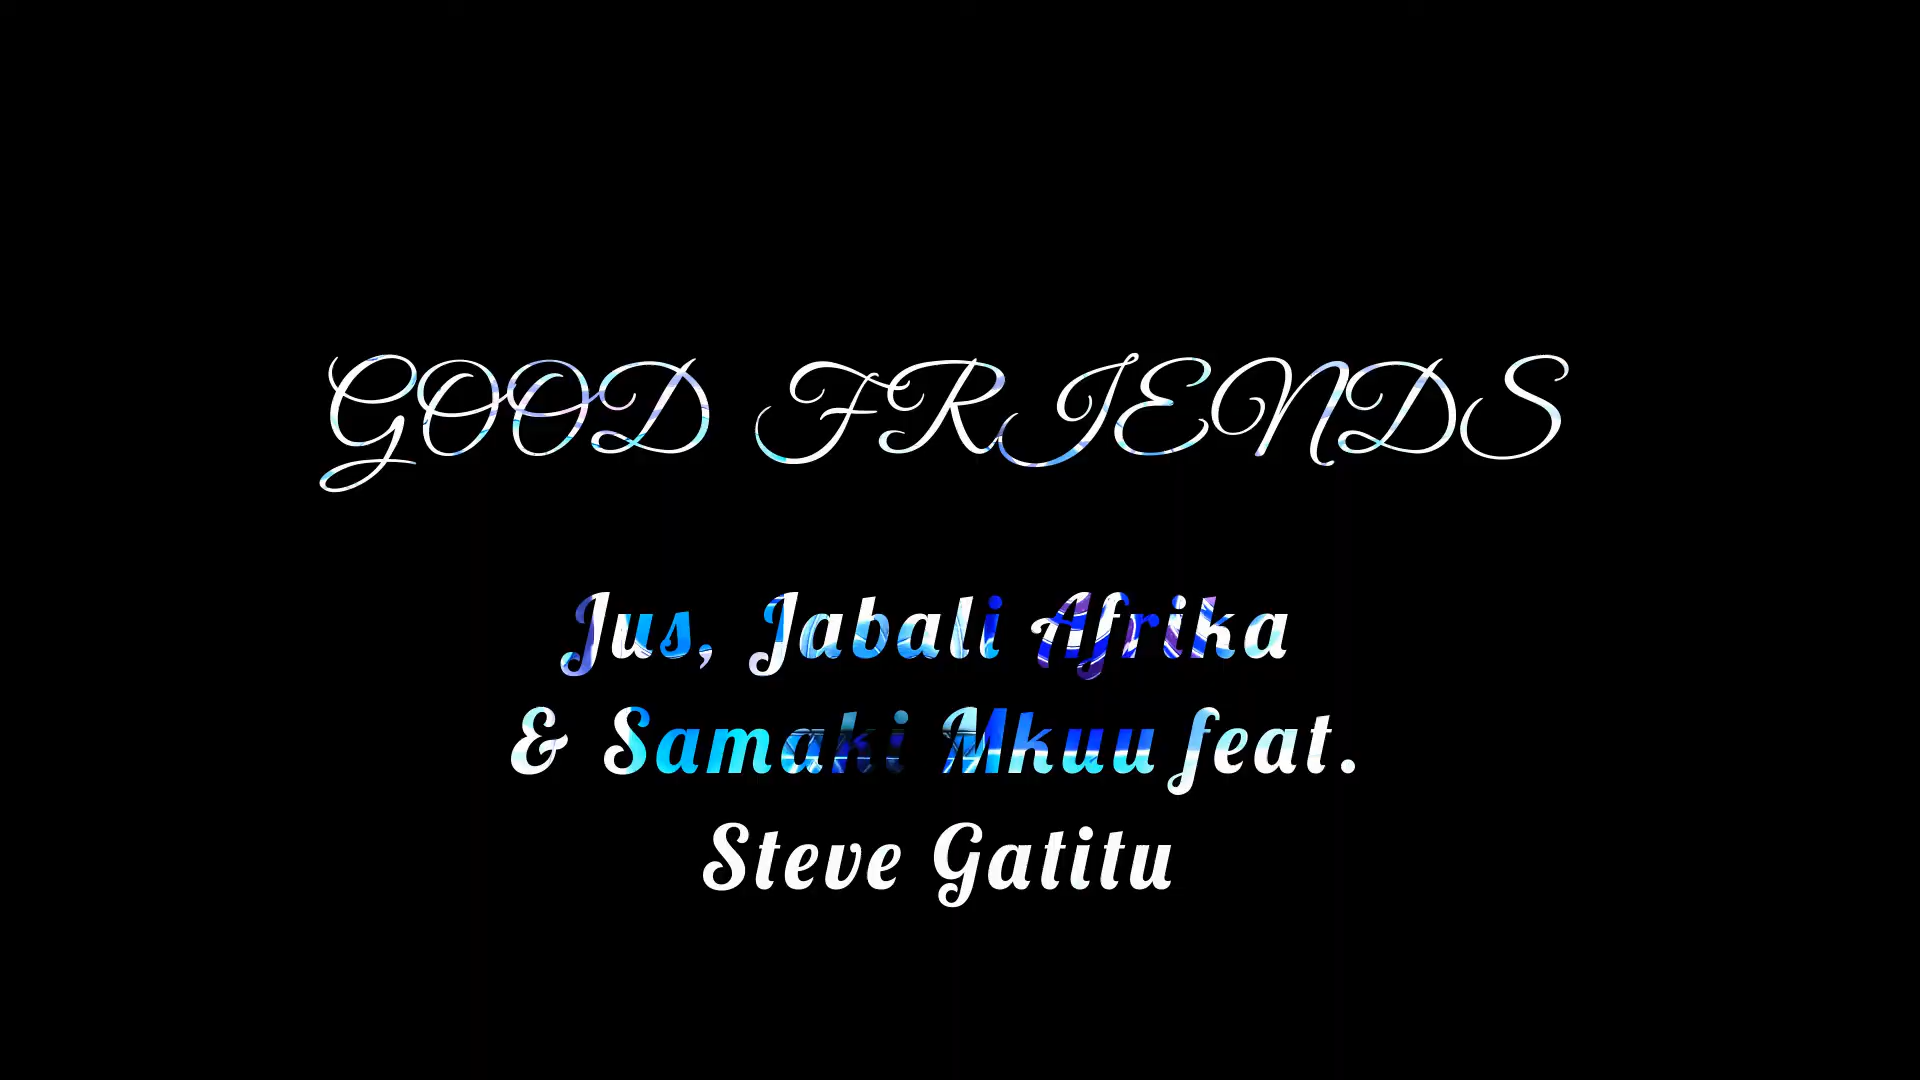 GOOD FRIENDS
Jus, Jabali Afrika
& Samaki Mkuu feat.
Steve Gatitu